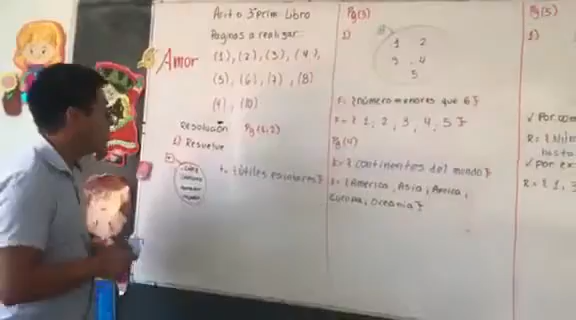 Arit o 3º Prim Libro
Paginas a realizar:
Amor
(1), (2), (3), (4),
(5), (6), (7), (8)
(9), (10)
Resolución Pg(1,2)
1) Resuelve
t= {Útiles escolares}
Pg(3)
1)
1 2
3 4
5
F= {número menores que 6}
K= {1, 2, 3, 4, 5}
Pg(4)
K= {Continentes del mundo}
K= {America, Asia, Africa,
Europa, Oceania}
Pg(5)
1)
✓ Por com
R= {
hasta
✓ Por ex
R= {1, 3